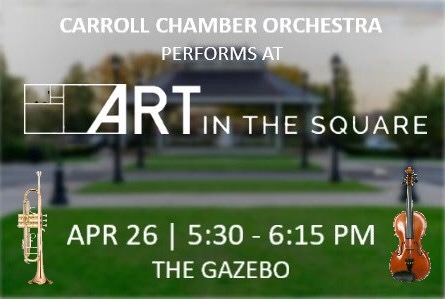 CARROLL CHAMBER ORCHESTRA
PERFORMS AT
ART IN THE SQUARE
APR 26 | 5:30 - 6:15 PM
THE GAZEBO